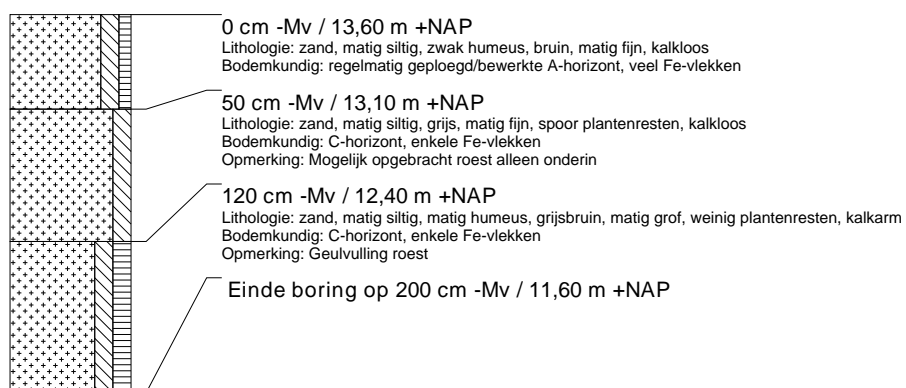 0 cm -Mv / 13,60 m +NAP
Lithologie: zand, matig siltig, zwak humeus, bruin, matig fijn, kalkloos
Bodemkundig: regelmatig geploegd/bewerkte A-horizont, veel Fe-vlekken
50 cm -Mv / 13,10 m +NAP
Lithologie: zand, matig siltig, grijs, matig fijn, spoor plantenresten, kalkloos
Bodemkundig: C-horizont, enkele Fe-vlekken
Opmerking: Mogelijk opgebracht roest alleen onderin
120 cm -Mv / 12,40 m +NAP
Lithologie: zand, matig siltig, matig humeus, grijsbruin, matig grof, weinig plantenresten, kalkarm
Bodemkundig: C-horizont, enkele Fe-vlekken
Opmerking: Geulvulling roest
Einde boring op 200 cm -Mv / 11,60 m +NAP